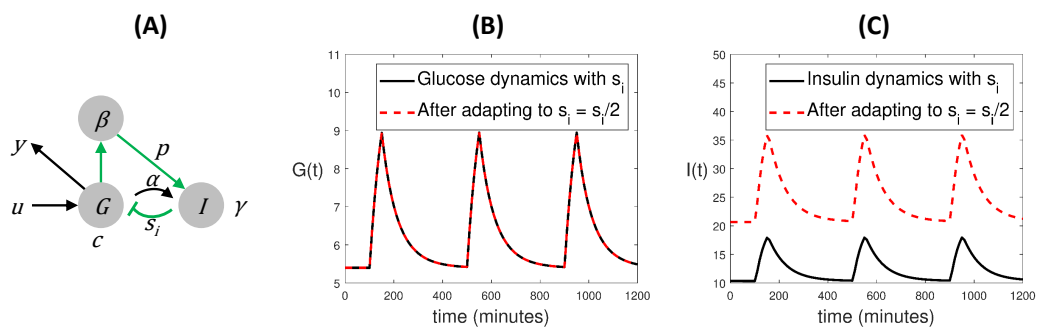 (A)
β
y
p
α
u
G
I
γ
s_i
c
(B)
Glucose dynamics with s_i
After adapting to s_i = s_i/2
G(t)
11
10
9
8
7
6
5
0 200 400 600 800 1000 1200
time (minutes)
(C)
Insulin dynamics with s_i
After adapting to s_i = s_i/2
I(t)
50
45
40
35
30
25
20
15
10
0 200 400 600 800 1000 1200
time (minutes)